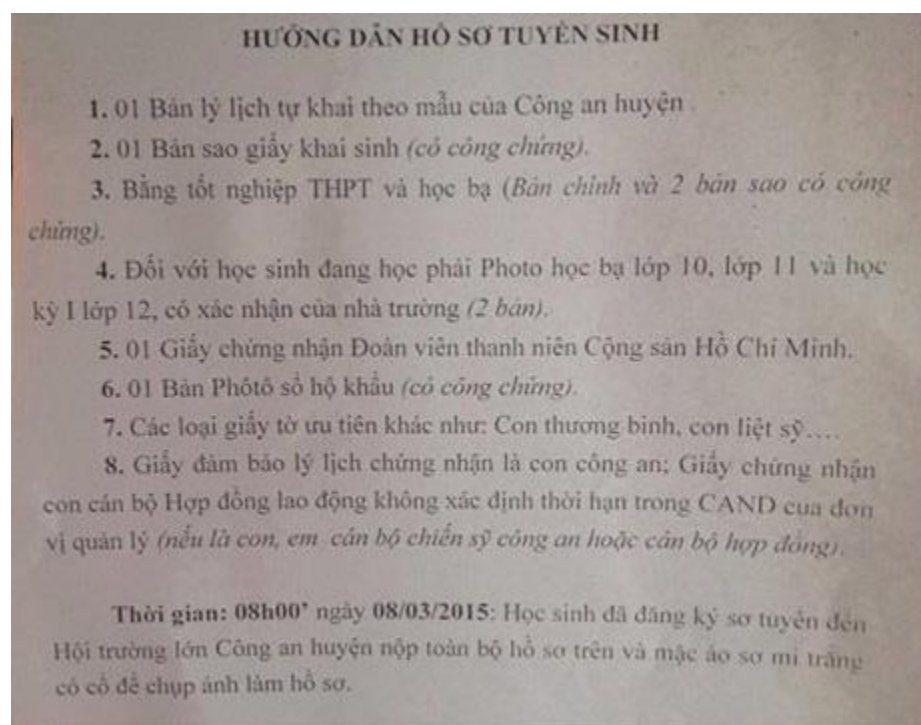 HƯỚNG DẪN HỒ SƠ TUYỂN SINH
1. 01 Bản lý lịch tự khai theo mẫu của Công an huyện
2. 01 Bản sao giấy khai sinh (có công chứng).
3. Bằng tốt nghiệp THPT và học bạ (Bản chính và 2 bản sao có công
chứng).
4. Đối với học sinh đang học phải Photo học bạ lớp 10, lớp 11 và học
kỳ I lớp 12, có xác nhận của nhà trường (2 bản).
5. 01 Giấy chứng nhận Đoàn viên thanh niên Cộng sản Hồ Chí Minh.
6. 01 Bản Phôtô sổ hộ khẩu (có công chứng).
7. Các loại giấy tờ ưu tiên khác như: Con thương binh, con liệt sỹ....
8. Giấy đảm bảo lý lịch chứng nhận là con công an; Giấy chứng nhận
con cán bộ Hợp đồng lao động không xác định thời hạn trong CAND của đơn
vị quản lý (nếu là con, em cán bộ chiến sỹ công an hoặc cán bộ hợp đồng).
Thời gian: 08h00’ ngày 08/03/2015: Học sinh đã đăng ký sơ tuyển đến
Hội trường lớn Công an huyện nộp toàn bộ hồ sơ trên và mặc áo sơ mi trắng
có cổ để chụp ảnh làm hồ sơ.